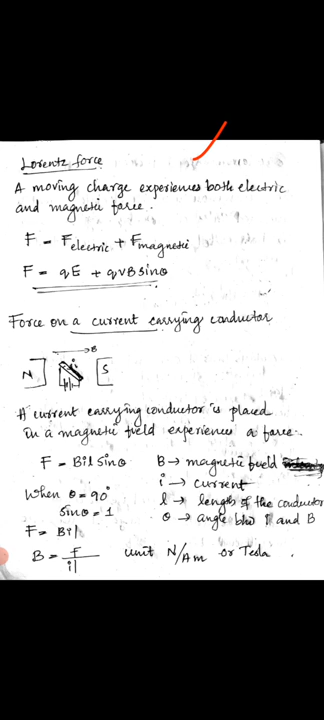 Lorentz force
A moving charge experiences both electric
and magnetic force.
F = Felectric + Fmagnetic
F = qE + qvB sinθ
Force on a current carrying conductor
→B
N i S
A current carrying conductor is placed
in a magnetic field experiences a force.
F = Bil sinθ B → magnetic field
i → current
When θ = 90° l → length of the conductor
sinθ = 1 θ → angle b/w l and B
F = Bil
B = F/il unit N/Am or Tesla.